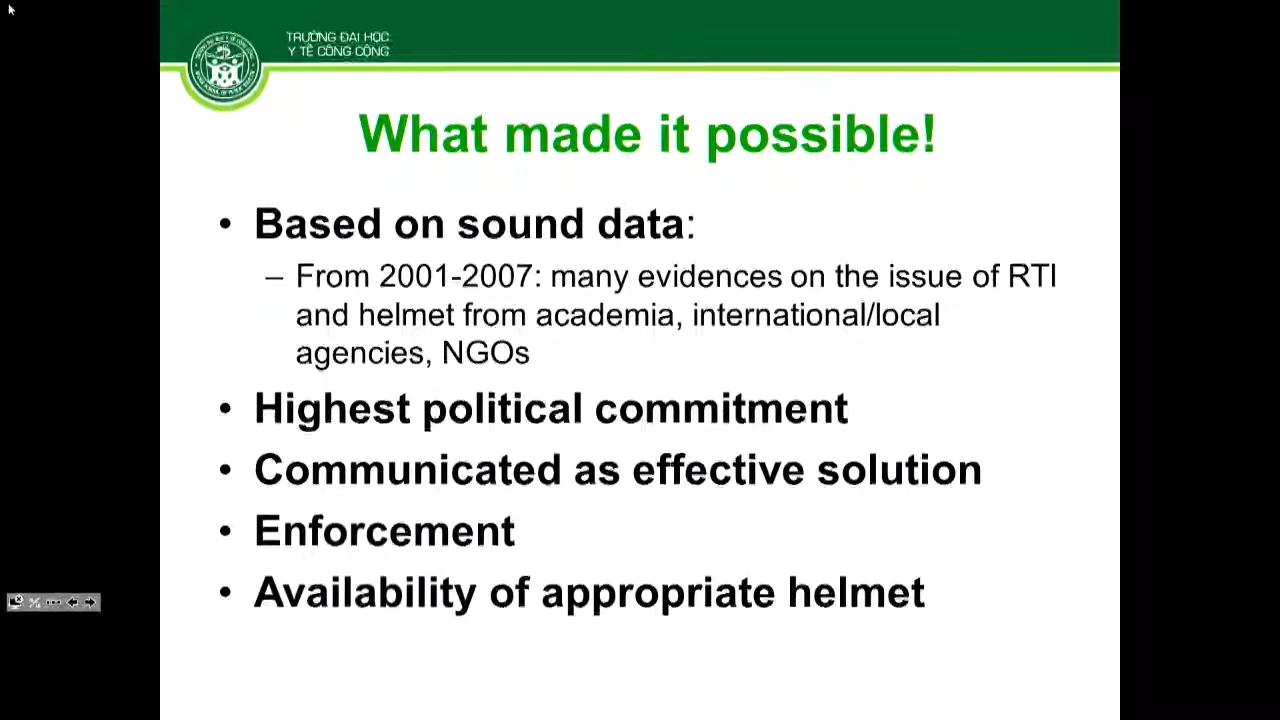 TRƯỜNG ĐẠI HỌC
Y TẾ CÔNG CỘNG
What made it possible!
• Based on sound data:
– From 2001-2007: many evidences on the issue of RTI
and helmet from academia, international/local
agencies, NGOs
• Highest political commitment
• Communicated as effective solution
• Enforcement
• Availability of appropriate helmet